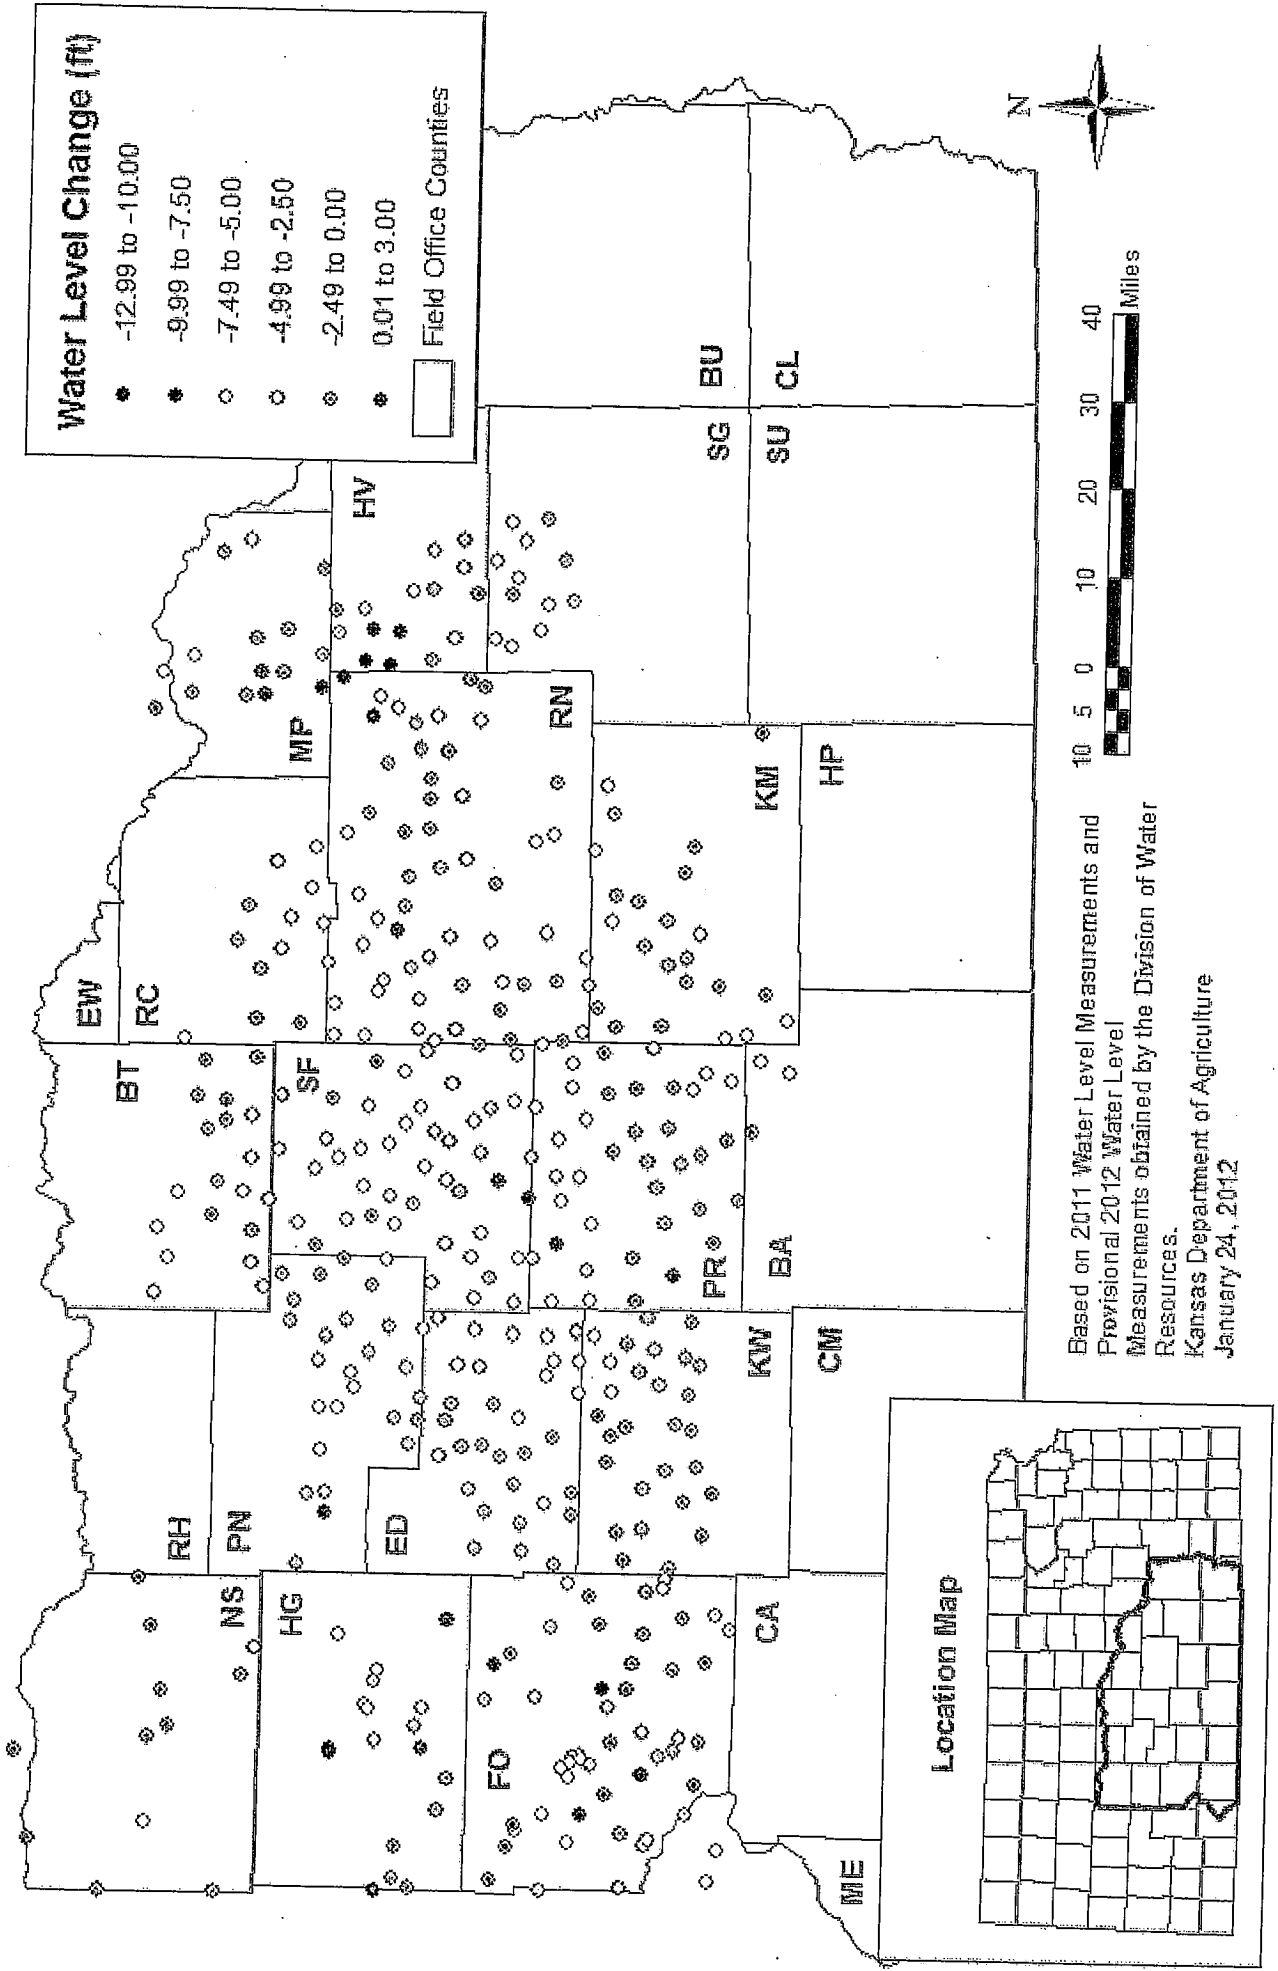 Water Level Change (ft)
-12.99 to -10.00
-9.99 to -7.50
-7.49 to -5.00
-4.99 to -2.50
-2.49 to 0.00
0.01 to 3.00
Field Office Counties
N
NS
RH
BT
EW
RC
MP
HV
HG
PN
ED
SF
RN
FO
KW
PR
KM
SG
BU
CA
CM
BA
HP
SU
CL
ME
10 5 0 10 20 30 40
Miles
Based on 2011 Water Level Measurements and
Provisional 2012 Water Level
Measurements obtained by the Division of Water
Resources.
Kansas Department of Agriculture
January 24, 2012
Location Map